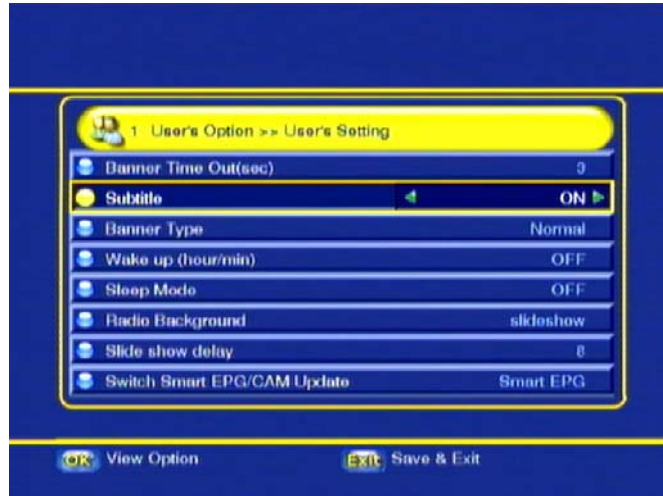 1 User's Option >> User's Setting
Banner Time Out(sec) 3
Subtitle ON
Banner Type Normal
Wake up (hour/min) OFF
Sleep Mode OFF
Radio Background slideshow
Slide show delay 8
Switch Smart EPG/CAM Update Smart EPG
OK View Option Exit Save & Exit